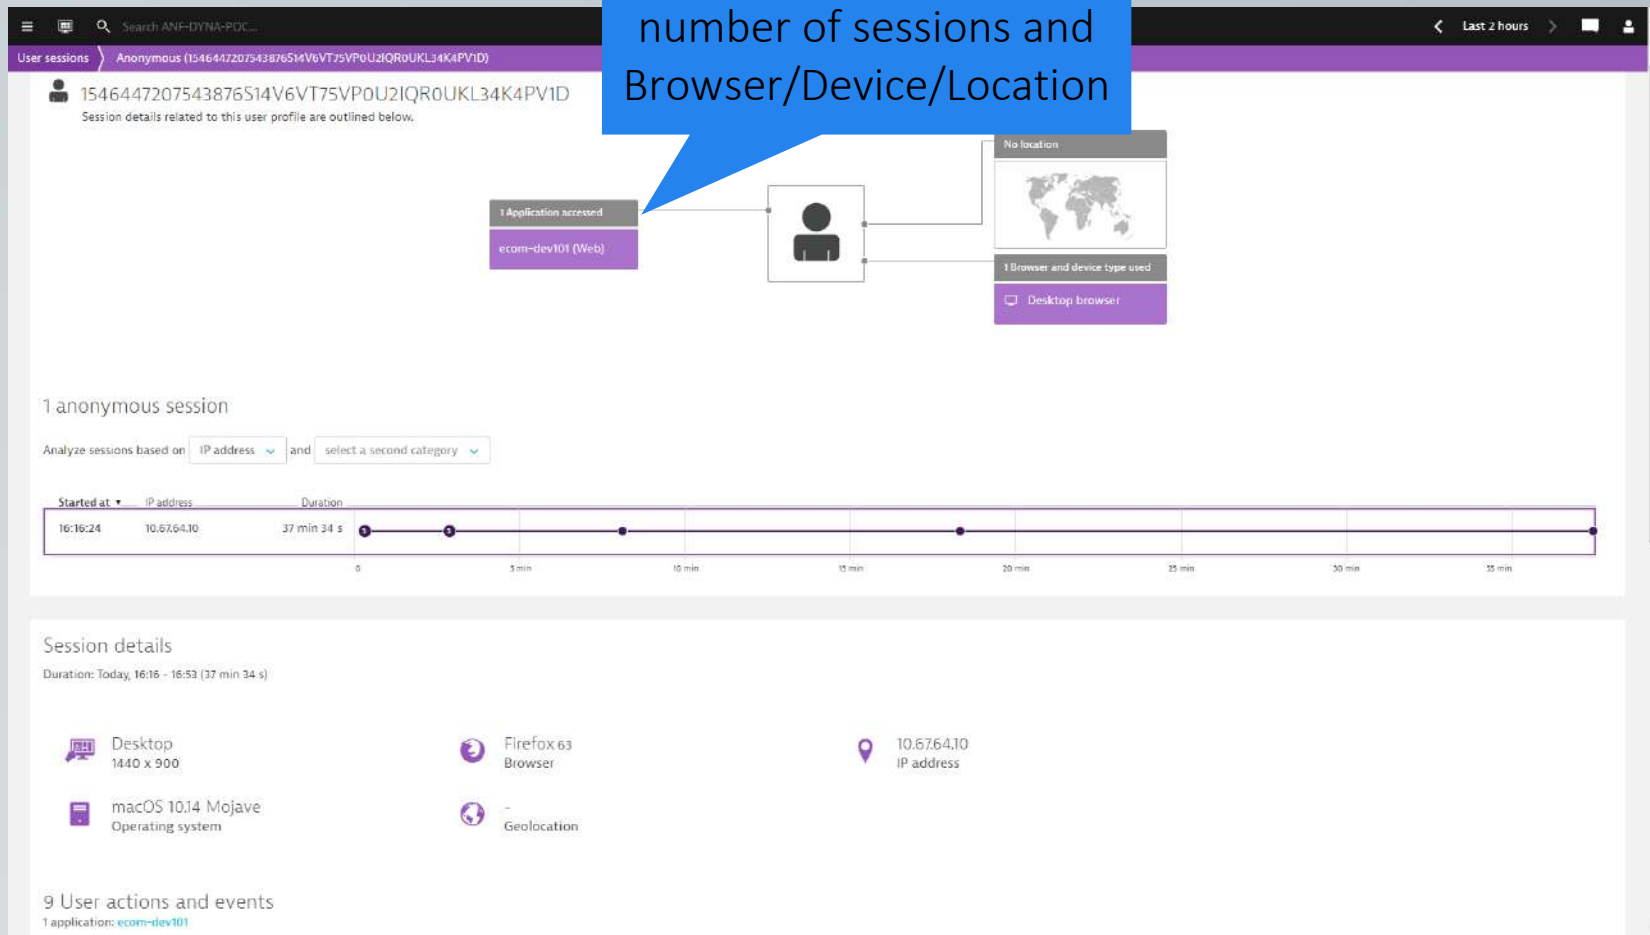 number of sessions and
Browser/Device/Location
Search ANF-DYNA-POC...
Last 2 hours
User sessions
Anonymous (1546447207543876S14V6VT75VP0U2IQR0UKL34K4PV1D)
1546447207543876S14V6VT75VP0U2IQR0UKL34K4PV1D
Session details related to this user profile are outlined below.
No location
1 Application accessed
ecom-dev101 (Web)
1 Browser and device type used
Desktop browser
1 anonymous session
Analyze sessions based on IP address and select a second category
Started at ▼ IP address Duration
16:16:24 10.67.64.10 37 min 34 s
0 5 min 10 min 15 min 20 min 25 min 30 min 35 min
Session details
Duration: Today, 16:16 - 16:53 (37 min 34 s)
Desktop
1440 x 900
Firefox 63
Browser
10.67.64.10
IP address
macOS 10.14 Mojave
Operating system
-
Geolocation
9 User actions and events
1 application: ecom-dev101